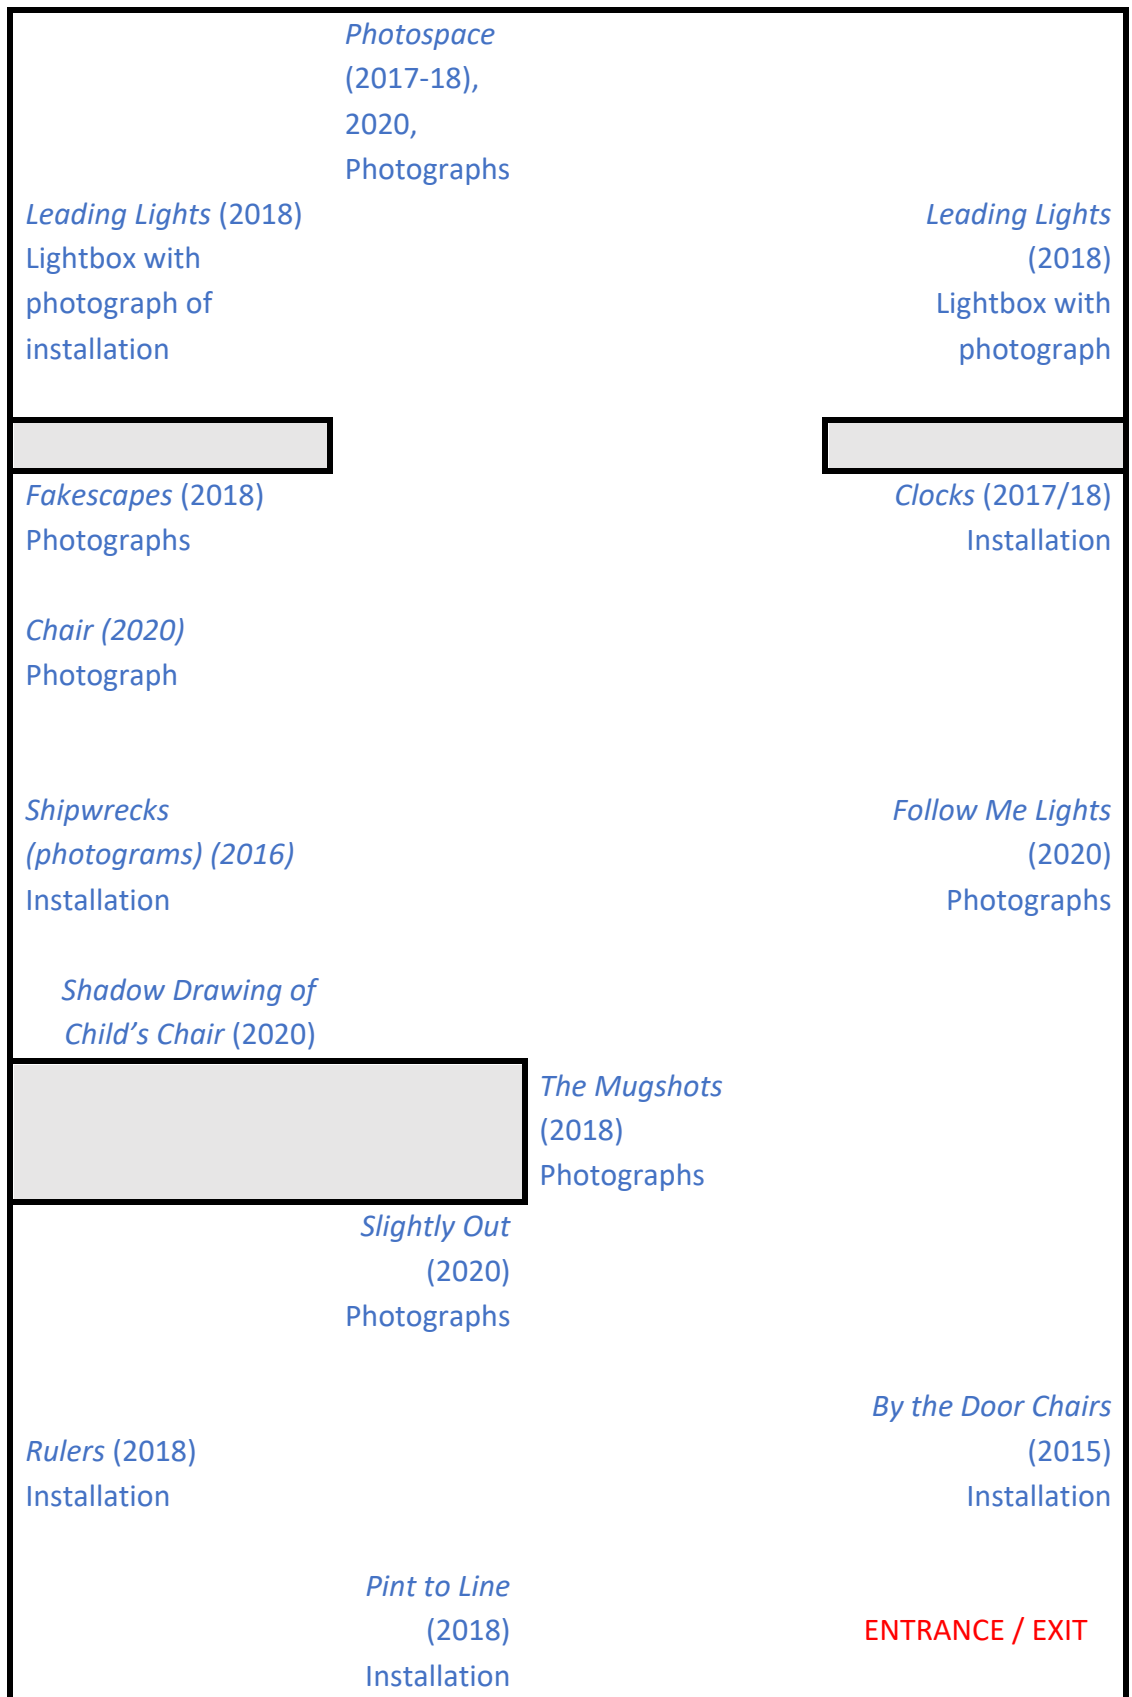 Photospace
(2017-18),
2020,
Photographs
Leading Lights (2018)
Lightbox with
photograph of
installation
Leading Lights
(2018)
Lightbox with
photograph
Fakescapes (2018)
Photographs
Clocks (2017/18)
Installation
Chair (2020)
Photograph
Shipwrecks
(photograms) (2016)
Installation
Follow Me Lights
(2020)
Photographs
Shadow Drawing of
Child’s Chair (2020)
The Mugshots
(2018)
Photographs
Slightly Out
(2020)
Photographs
By the Door Chairs
(2015)
Installation
Rulers (2018)
Installation
Pint to Line
(2018)
Installation
ENTRANCE / EXIT